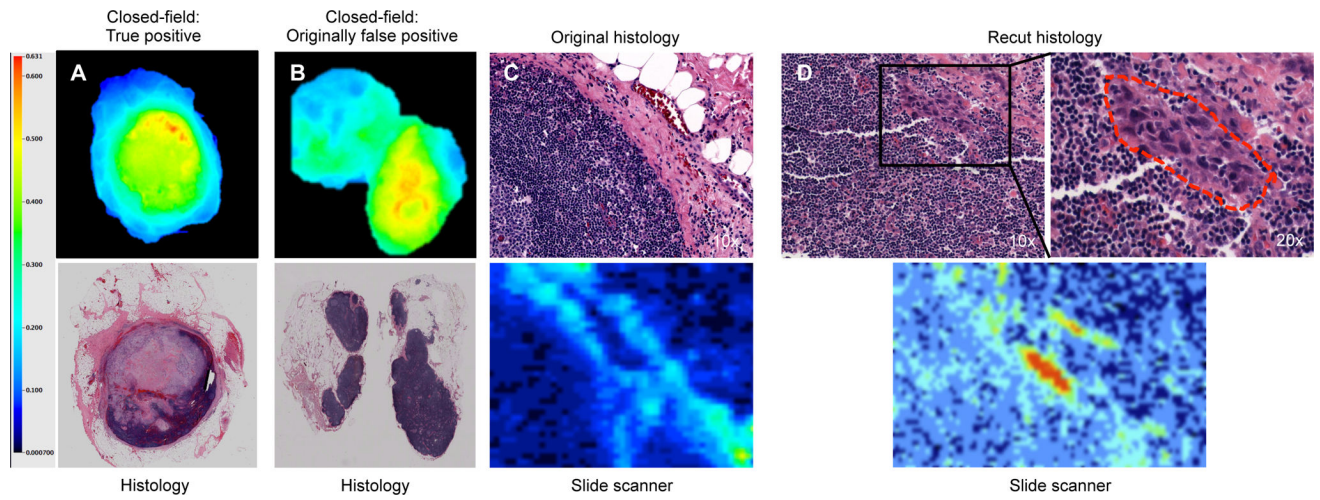 Closed-field:
True positive
Closed-field:
Originally false positive
Original histology
Recut histology
0.631
0.600
0.500
0.400
0.300
0.200
0.100
0.000700
A
B
C
10x
D
10x
20x
Histology
Histology
Slide scanner
Slide scanner